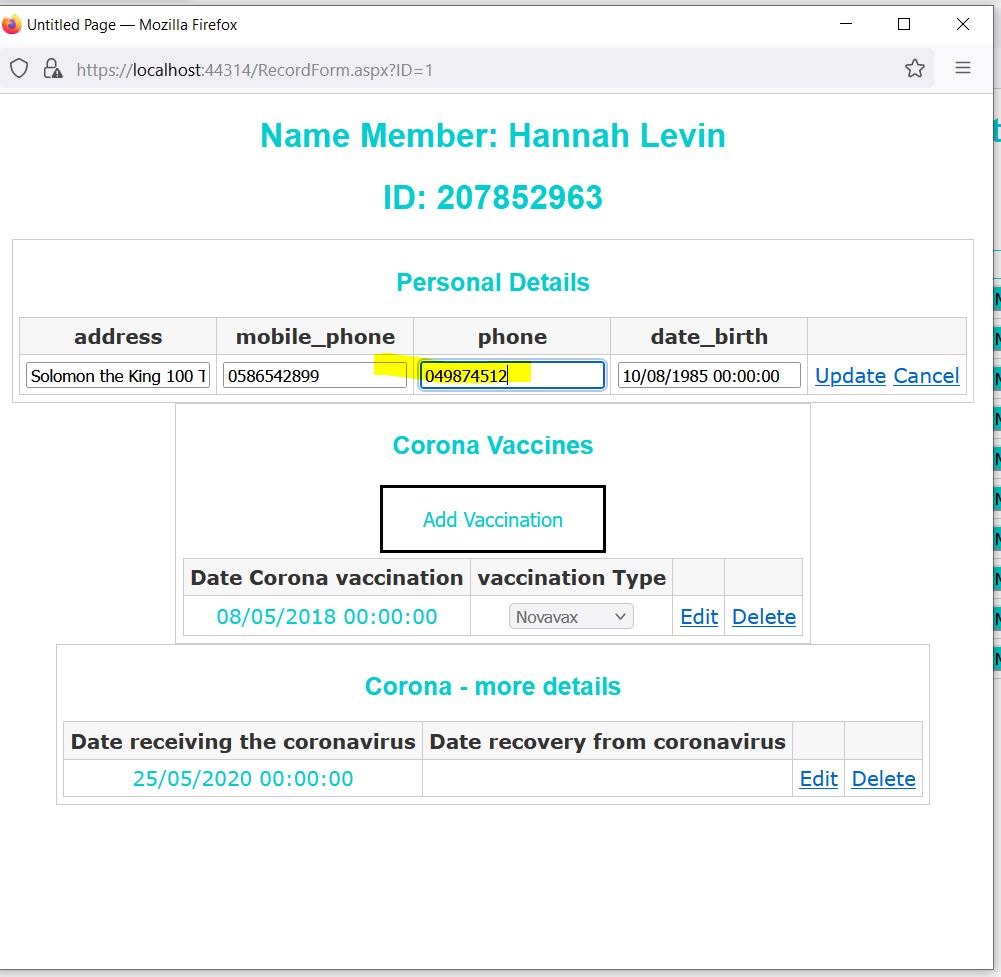 Untitled Page — Mozilla Firefox
https://localhost:44314/RecordForm.aspx?ID=1
Name Member: Hannah Levin
ID: 207852963
Personal Details
address mobile_phone phone date_birth
Solomon the King 100 T 0586542899 049874512 10/08/1985 00:00:00 Update Cancel
Corona Vaccines
Add Vaccination
Date Corona vaccination vaccination Type
08/05/2018 00:00:00 Novavax Edit Delete
Corona - more details
Date receiving the coronavirus Date recovery from coronavirus
25/05/2020 00:00:00 Edit Delete